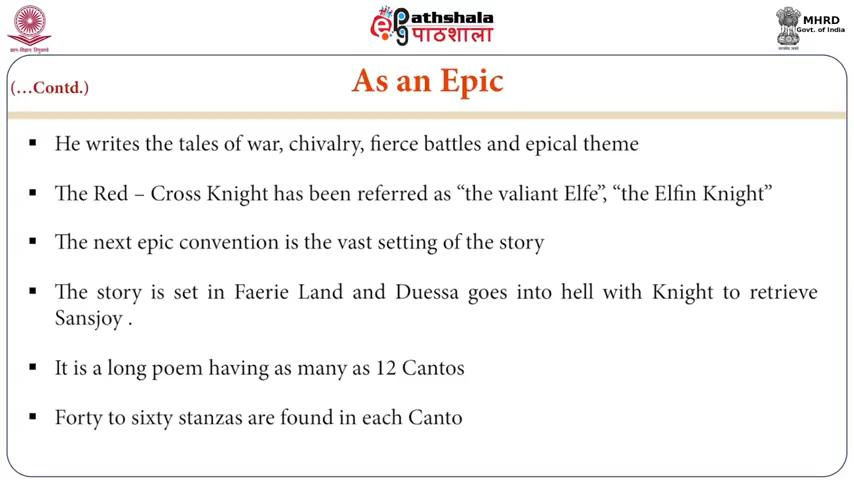 ePathshala
पाठशाला
ज्ञान-विज्ञान विमुक्तये
MHRD
Govt. of India
(...Contd.)
As an Epic
He writes the tales of war, chivalry, fierce battles and epical theme
The Red – Cross Knight has been referred as “the valiant Elfe”, “the Elfin Knight”
The next epic convention is the vast setting of the story
The story is set in Faerie Land and Duessa goes into hell with Knight to retrieve
Sansjoy .
It is a long poem having as many as 12 Cantos
Forty to sixty stanzas are found in each Canto